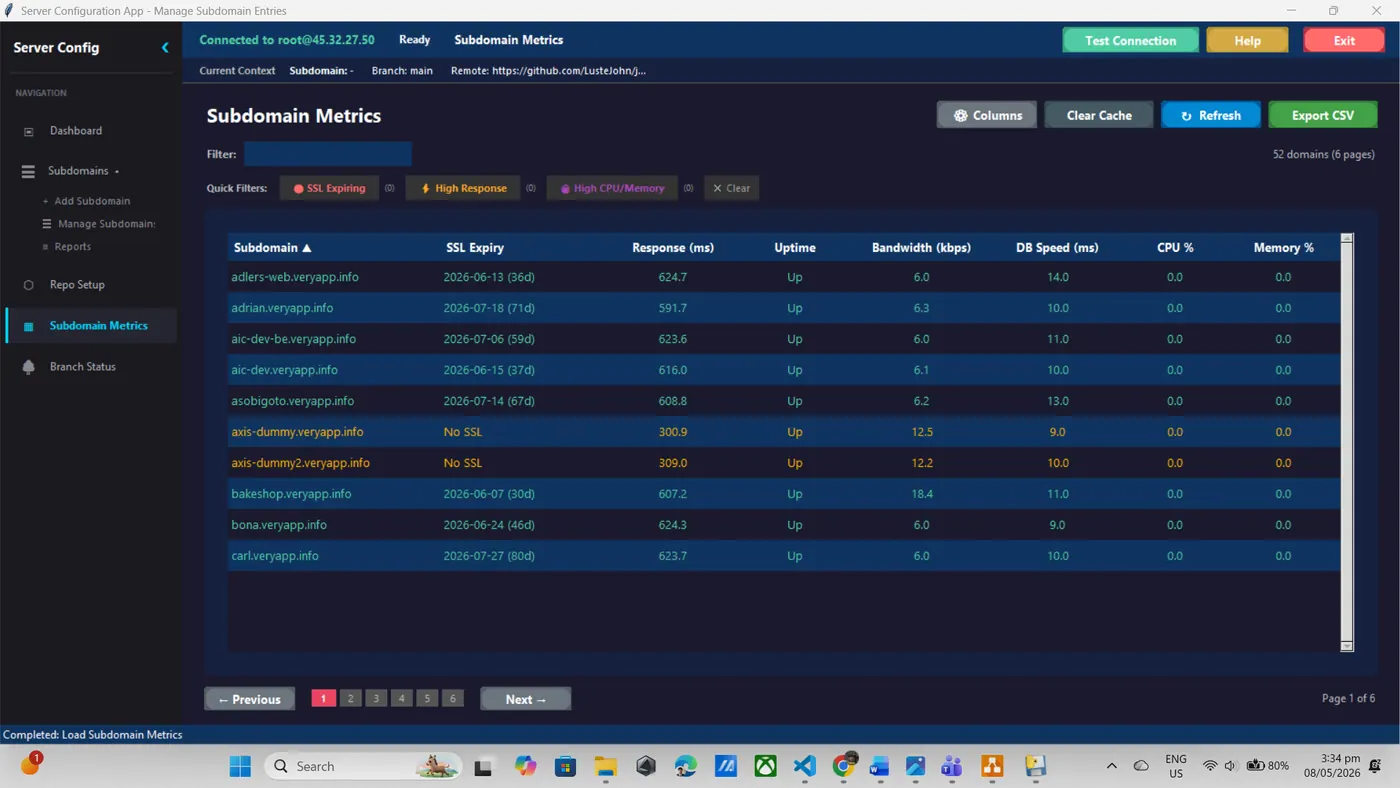 Server Configuration App - Manage Subdomain Entries
Server Config
NAVIGATION
Dashboard
Subdomains
+ Add Subdomain
Manage Subdomain:
Reports
Repo Setup
Subdomain Metrics
Branch Status
Connected to root@45.32.27.50 Ready Subdomain Metrics
Test Connection Help Exit
Current Context Subdomain: - Branch: main Remote: https://github.com/LusteJohn/j...
Subdomain Metrics
Columns Clear Cache ↻ Refresh Export CSV
Filter:
52 domains (6 pages)
Quick Filters: SSL Expiring (0) High Response (0) High CPU/Memory (0) ✕ Clear
Subdomain ▲ SSL Expiry Response (ms) Uptime Bandwidth (kbps) DB Speed (ms) CPU % Memory %
adlers-web.veryapp.info 2026-06-13 (36d) 624.7 Up 6.0 14.0 0.0 0.0
adrian.veryapp.info 2026-07-18 (71d) 591.7 Up 6.3 10.0 0.0 0.0
aic-dev-be.veryapp.info 2026-07-06 (59d) 623.6 Up 6.0 11.0 0.0 0.0
aic-dev.veryapp.info 2026-06-15 (37d) 616.0 Up 6.1 10.0 0.0 0.0
asobigoto.veryapp.info 2026-07-14 (67d) 608.8 Up 6.2 13.0 0.0 0.0
axis-dummy.veryapp.info No SSL 300.9 Up 12.5 9.0 0.0 0.0
axis-dummy2.veryapp.info No SSL 309.0 Up 12.2 10.0 0.0 0.0
bakeshop.veryapp.info 2026-06-07 (30d) 607.2 Up 18.4 11.0 0.0 0.0
bona.veryapp.info 2026-06-24 (46d) 624.3 Up 6.0 9.0 0.0 0.0
carl.veryapp.info 2026-07-27 (80d) 623.7 Up 6.0 10.0 0.0 0.0
← Previous 1 2 3 4 5 6 Next →
Page 1 of 6
Completed: Load Subdomain Metrics
1
Search
ENG
US
80%
3:34 pm
08/05/2026